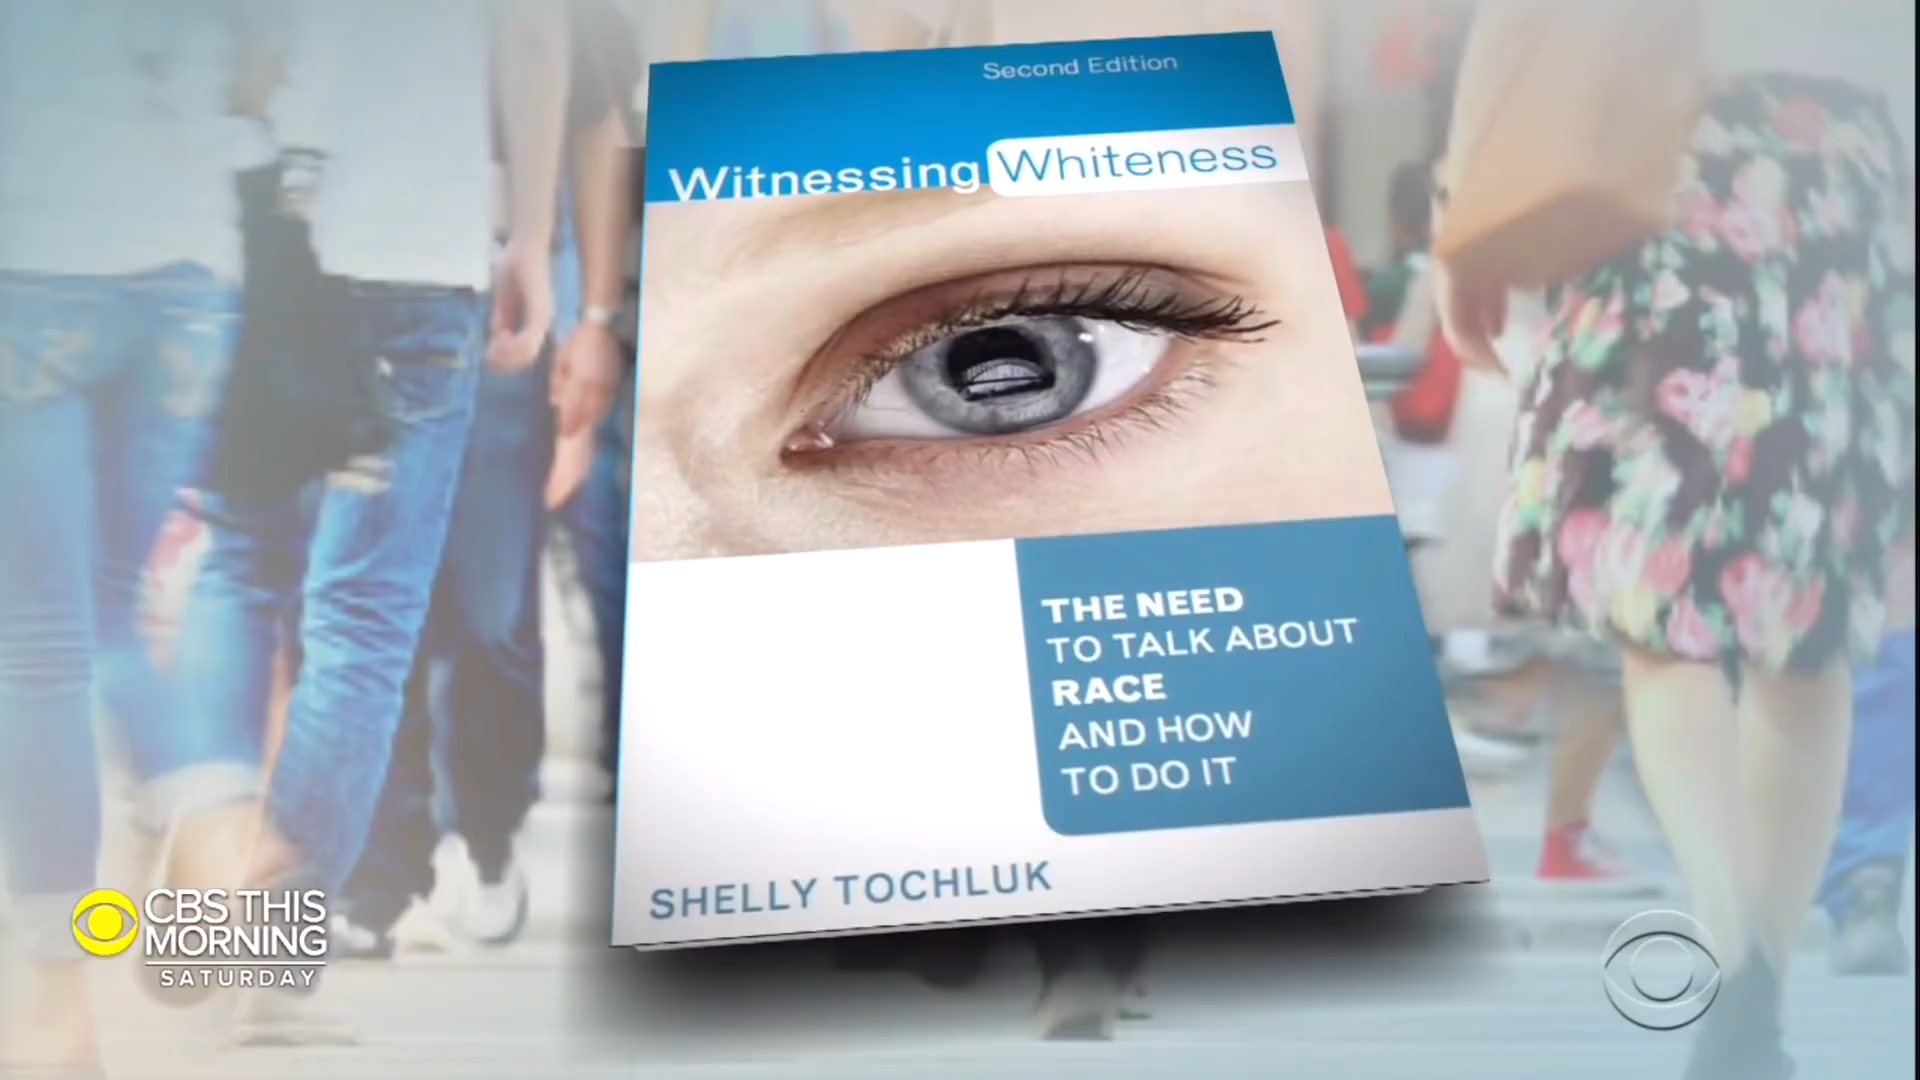 Second Edition
Witnessing Whiteness
THE NEED
TO TALK ABOUT
RACE
AND HOW
TO DO IT
SHELLY TOCHLUK
CBS THIS
MORNING
SATURDAY